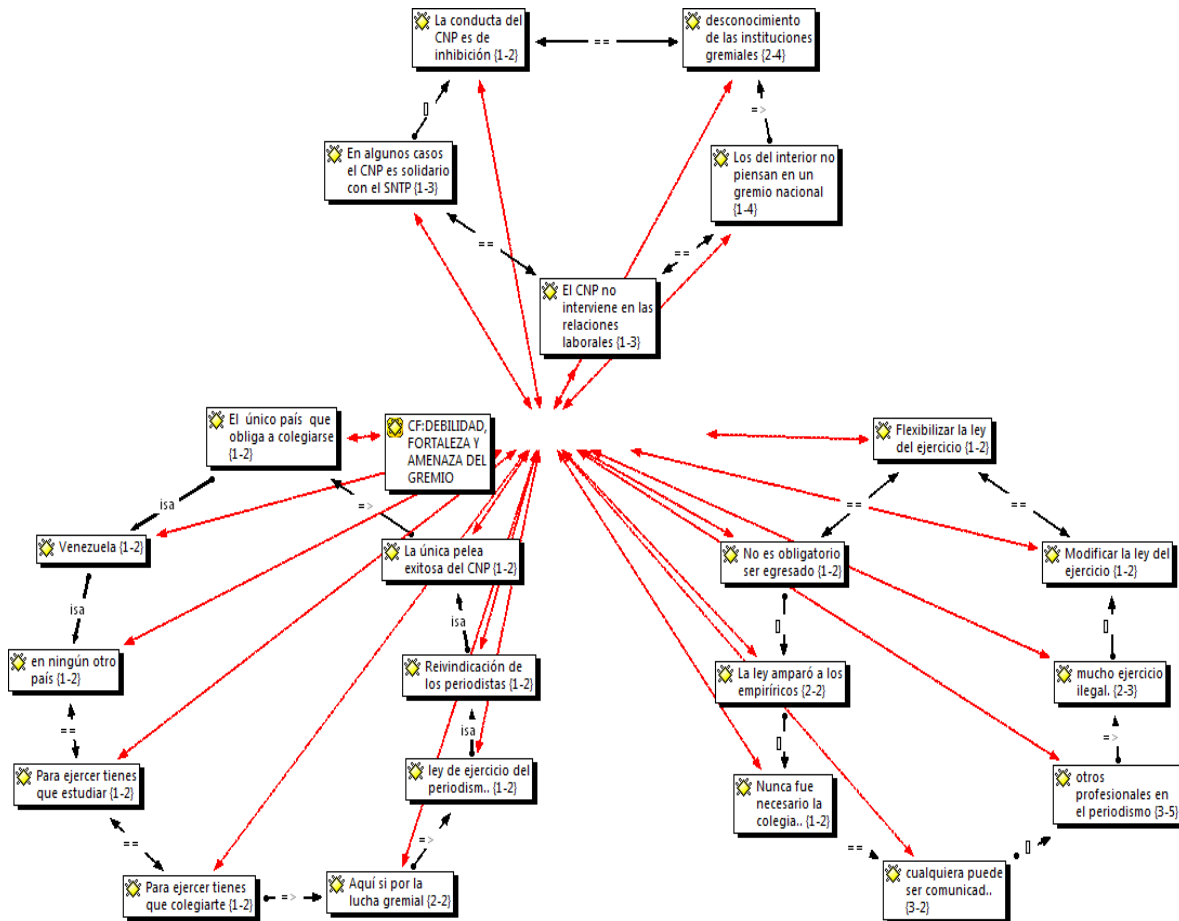 La conducta del
CNP es de
inhibición {1-2}
==
desconocimiento
de las instituciones
gremiales {2-4}
[]
=>
En algunos casos
el CNP es solidario
con el SNTP {1-3}
Los del interior no
piensan en un
gremio nacional
{1-4}
==
==
El CNP no
interviene en las
relaciones
laborales {1-3}
El único país que
obliga a colegiarse
{1-2}
CF:DEBILIDAD,
FORTALEZA Y
AMENAZA DEL
GREMIO
Flexibilizar la ley
del ejercicio {1-2}
isa
=>
==
==
Venezuela {1-2}
La única pelea
exitosa del CNP {1-2}
No es obligatorio
ser egresado {1-2}
Modificar la ley del
ejercicio {1-2}
isa
isa
[]
[]
en ningún otro
país {1-2}
Reivindicación de
los periodistas {1-2}
La ley amparó a los
empiríricos {2-2}
mucho ejercicio
ilegal. {2-3}
==
isa
[]
=>
Para ejercer tienes
que estudiar {1-2}
ley de ejercicio del
periodism.. {1-2}
Nunca fue
necesario la
colegia.. {1-2}
otros
profesionales en
el periodismo {3-5}
==
=>
==
[]
Para ejercer tienes
que colegiarte {1-2}
=>
Aquí si por la
lucha gremial {2-2}
cualquiera puede
ser comunicad..
{3-2}